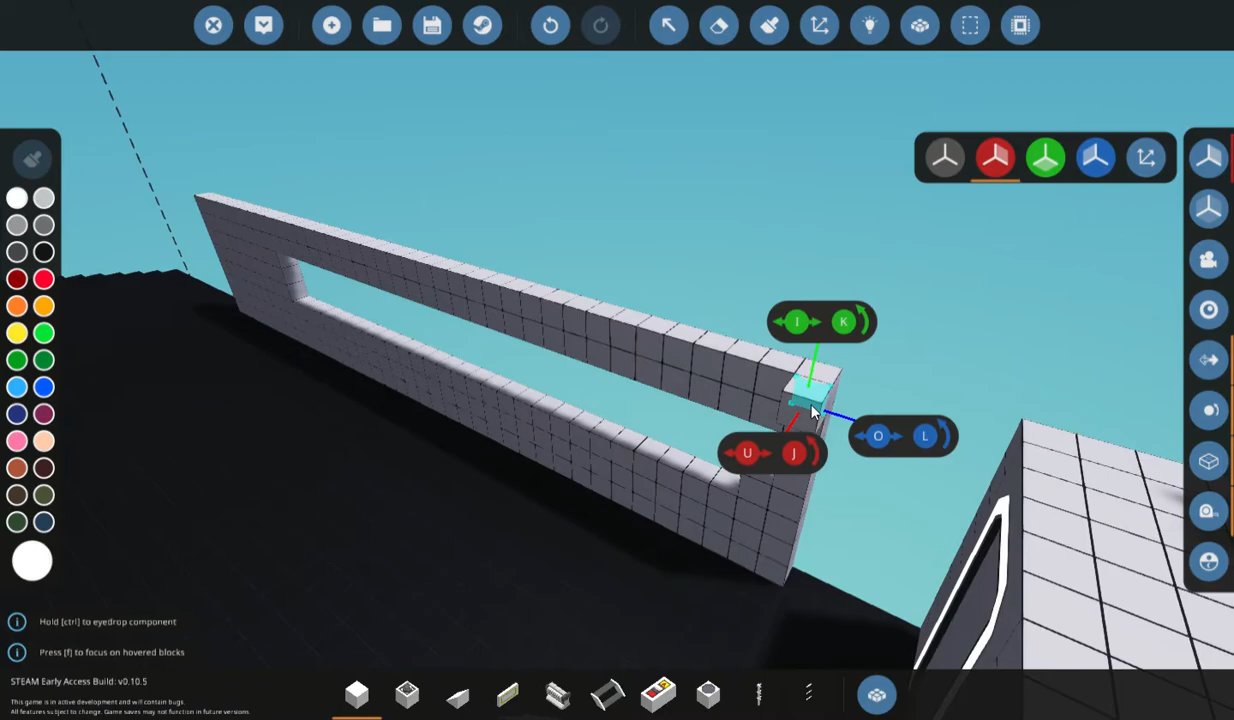 I K
O L
U J
Hold [ctrl] to eyedrop component
Press [f] to focus on hovered blocks
STEAM Early Access Build: v0.10.5
This game is in active development and will contain bugs.
All features subject to change. Game saves may not function in future versions.